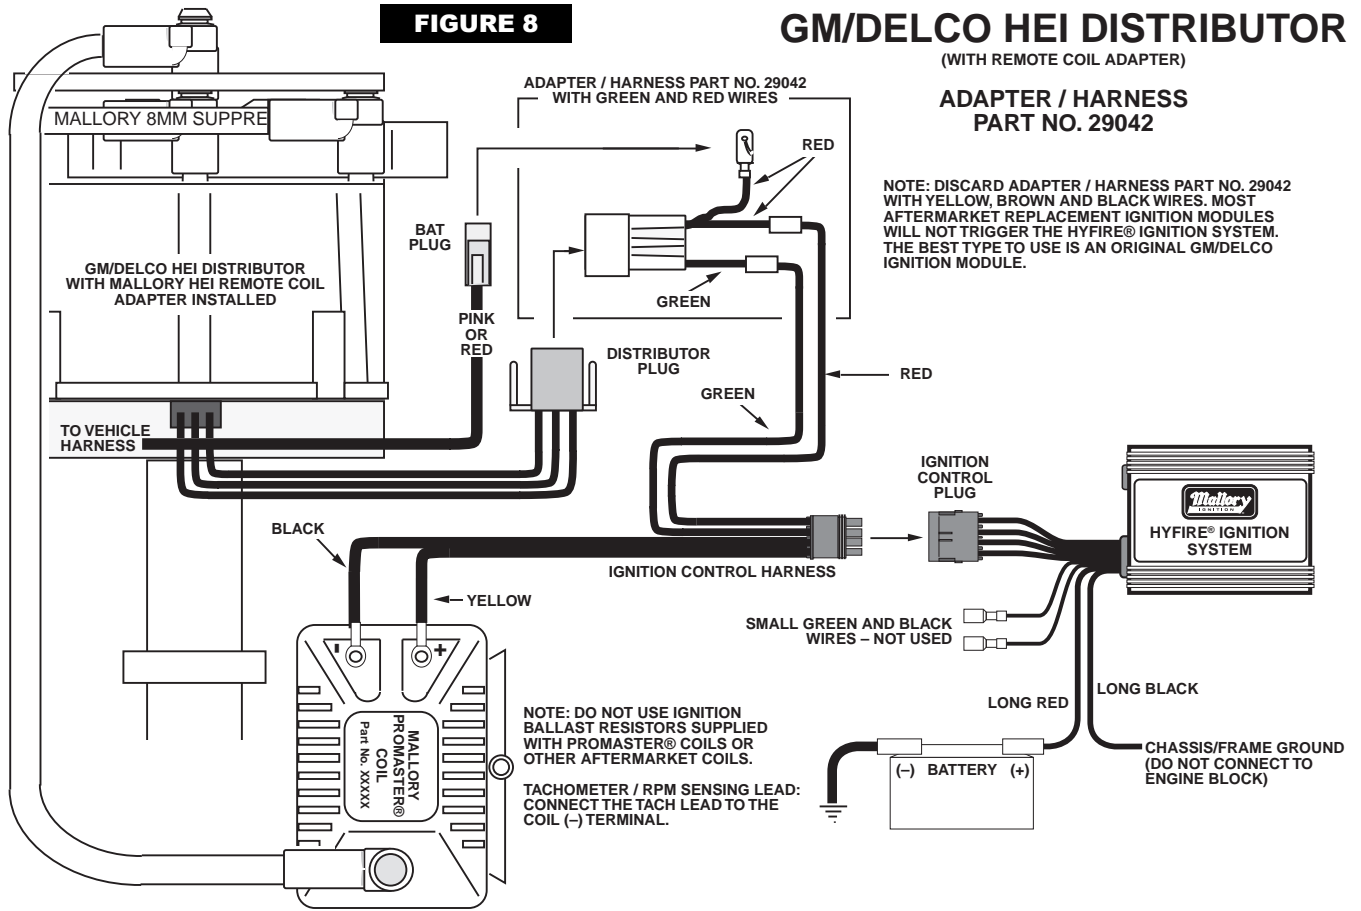 FIGURE 8
GM/DELCO HEI DISTRIBUTOR
(WITH REMOTE COIL ADAPTER)
ADAPTER / HARNESS
PART NO. 29042
ADAPTER / HARNESS PART NO. 29042
WITH GREEN AND RED WIRES
MALLORY 8MM SUPPRE
RED
NOTE: DISCARD ADAPTER / HARNESS PART NO. 29042
WITH YELLOW, BROWN AND BLACK WIRES. MOST
AFTERMARKET REPLACEMENT IGNITION MODULES
WILL NOT TRIGGER THE HYFIRE® IGNITION SYSTEM.
THE BEST TYPE TO USE IS AN ORIGINAL GM/DELCO
IGNITION MODULE.
BAT
PLUG
GM/DELCO HEI DISTRIBUTOR
WITH MALLORY HEI REMOTE COIL
ADAPTER INSTALLED
GREEN
PINK
OR
RED
DISTRIBUTOR
PLUG
RED
GREEN
TO VEHICLE
HARNESS
IGNITION
CONTROL
PLUG
Mallory
IGNITION
HYFIRE® IGNITION
SYSTEM
BLACK
IGNITION CONTROL HARNESS
YELLOW
SMALL GREEN AND BLACK
WIRES – NOT USED
-
+
LONG RED
LONG BLACK
MALLORY
PROMASTER®
COIL
Part No. XXXXX
NOTE: DO NOT USE IGNITION
BALLAST RESISTORS SUPPLIED
WITH PROMASTER® COILS OR
OTHER AFTERMARKET COILS.
TACHOMETER / RPM SENSING LEAD:
CONNECT THE TACH LEAD TO THE
COIL (–) TERMINAL.
(–) BATTERY (+)
CHASSIS/FRAME GROUND
(DO NOT CONNECT TO
ENGINE BLOCK)